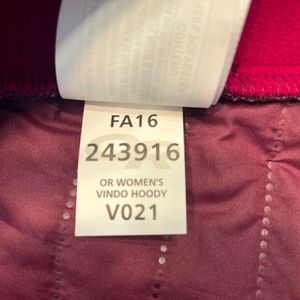 FA16
243916
OR WOMEN'S
VINDO HOODY
V021